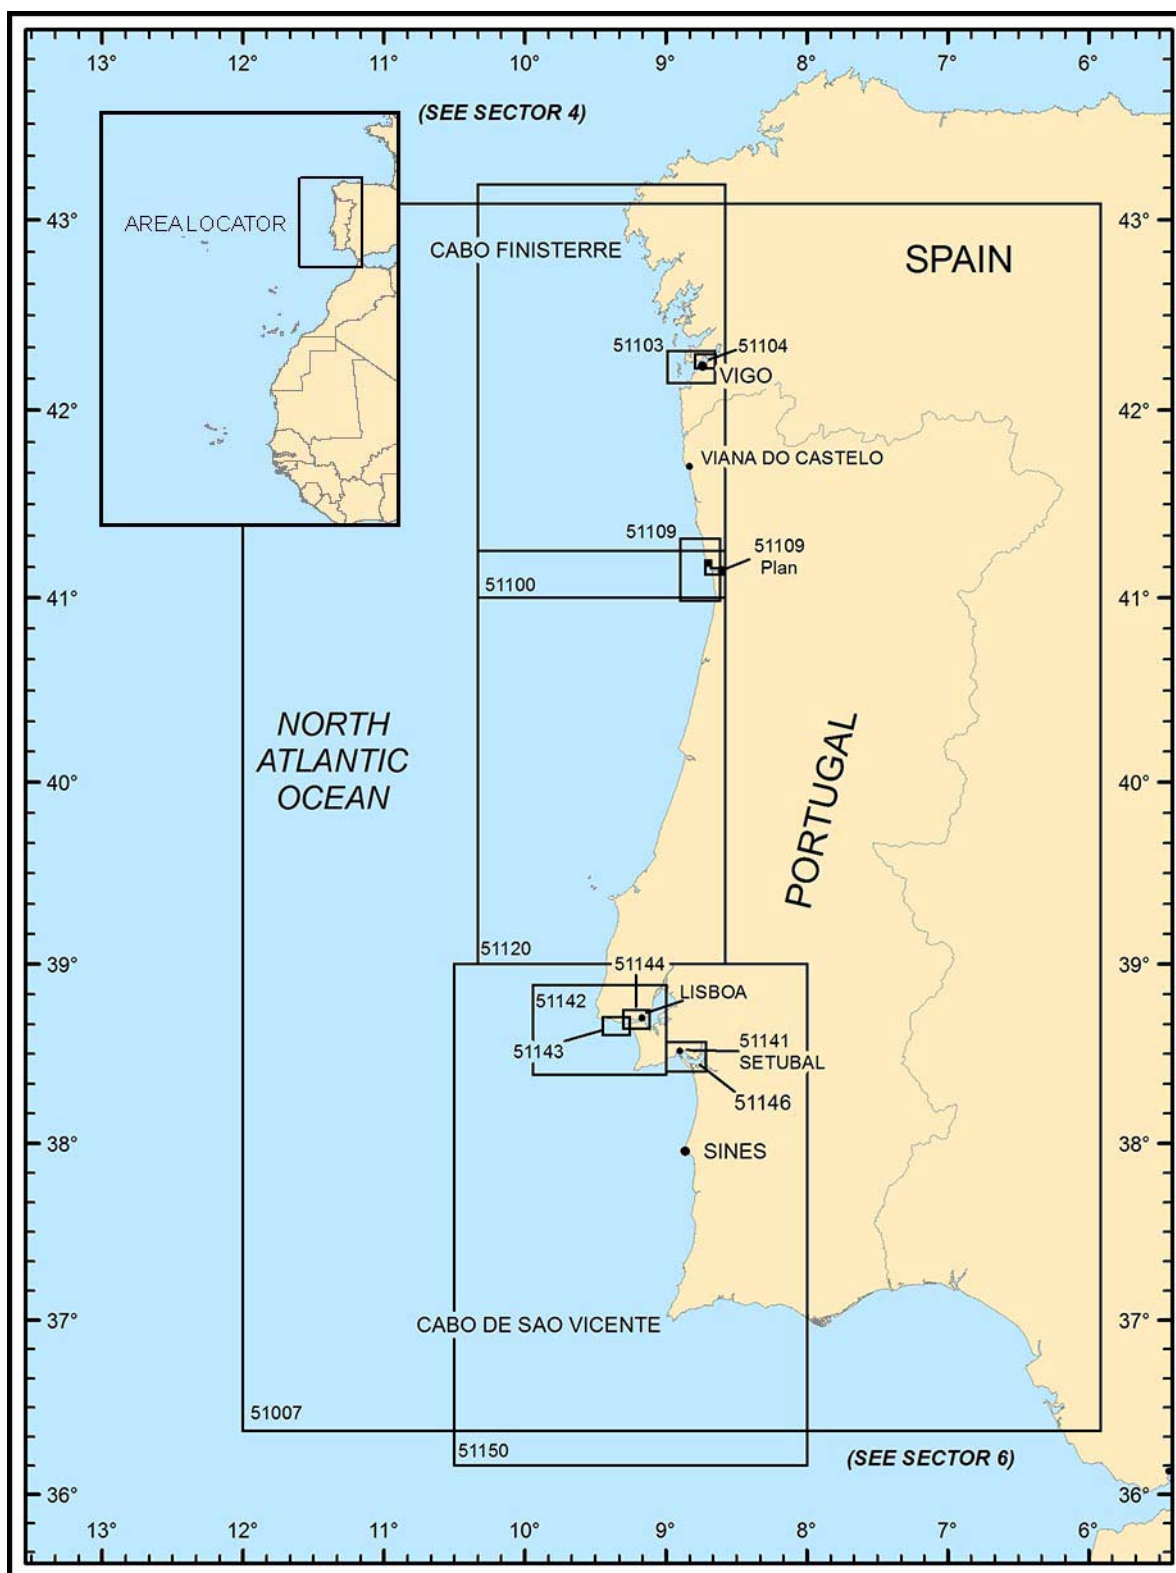 13° 12° 11° 10° 9° 8° 7° 6°
(SEE SECTOR 4)
43° 43°
AREA LOCATOR
CABO FINISTERRE
SPAIN
51103 51104
VIGO
42° 42°
VIANA DO CASTELO
51109 51109
Plan
51100
41° 41°
NORTH
ATLANTIC
OCEAN
PORTUGAL
40° 40°
51120
39° 39°
51144
51142 LISBOA
51143
51141
SETUBAL
51146
38° 38°
SINES
37° 37°
CABO DE SAO VICENTE
51007
51150
(SEE SECTOR 6)
36° 36°
13° 12° 11° 10° 9° 8° 7° 6°